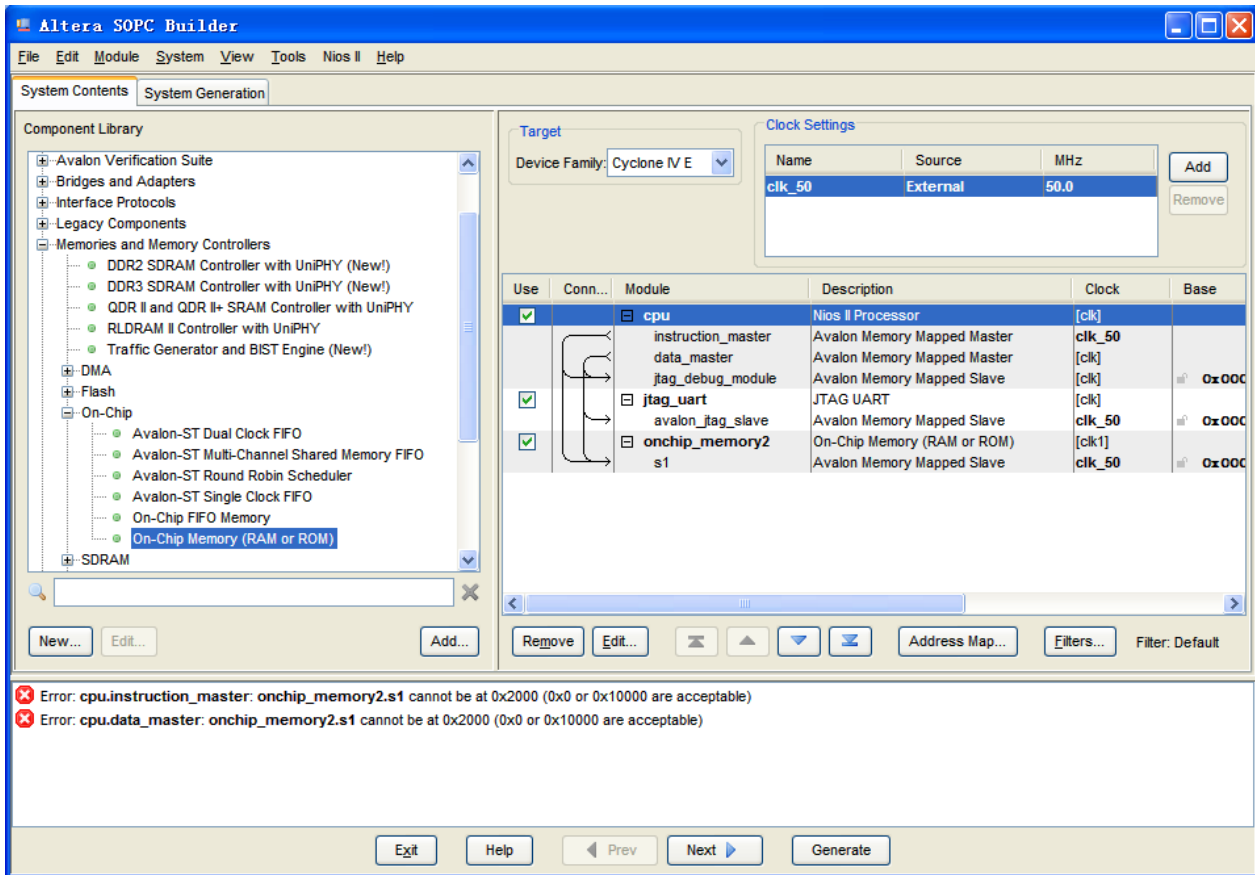 Altera SOPC Builder
File Edit Module System View Tools Nios II Help
System Contents System Generation
Component Library
Avalon Verification Suite
Bridges and Adapters
Interface Protocols
Legacy Components
Memories and Memory Controllers
DDR2 SDRAM Controller with UniPHY (New!)
DDR3 SDRAM Controller with UniPHY (New!)
QDR II and QDR II+ SRAM Controller with UniPHY
RLDRAM II Controller with UniPHY
Traffic Generator and BIST Engine (New!)
DMA
Flash
On-Chip
Avalon-ST Dual Clock FIFO
Avalon-ST Multi-Channel Shared Memory FIFO
Avalon-ST Round Robin Scheduler
Avalon-ST Single Clock FIFO
On-Chip FIFO Memory
On-Chip Memory (RAM or ROM)
SDRAM
New... Edit... Add...
Target
Device Family: Cyclone IV E
Clock Settings
Name Source MHz
clk_50 External 50.0
Add
Remove
Use Conn... Module Description Clock Base
cpu Nios II Processor [clk]
instruction_master Avalon Memory Mapped Master clk_50
data_master Avalon Memory Mapped Master [clk]
jtag_debug_module Avalon Memory Mapped Slave [clk] 0x000
jtag_uart JTAG UART [clk]
avalon_jtag_slave Avalon Memory Mapped Slave clk_50 0x000
onchip_memory2 On-Chip Memory (RAM or ROM) [clk1]
s1 Avalon Memory Mapped Slave clk_50 0x000
Remove Edit... Address Map... Filters... Filter: Default
Error: cpu.instruction_master: onchip_memory2.s1 cannot be at 0x2000 (0x0 or 0x10000 are acceptable)
Error: cpu.data_master: onchip_memory2.s1 cannot be at 0x2000 (0x0 or 0x10000 are acceptable)
Exit Help Prev Next Generate